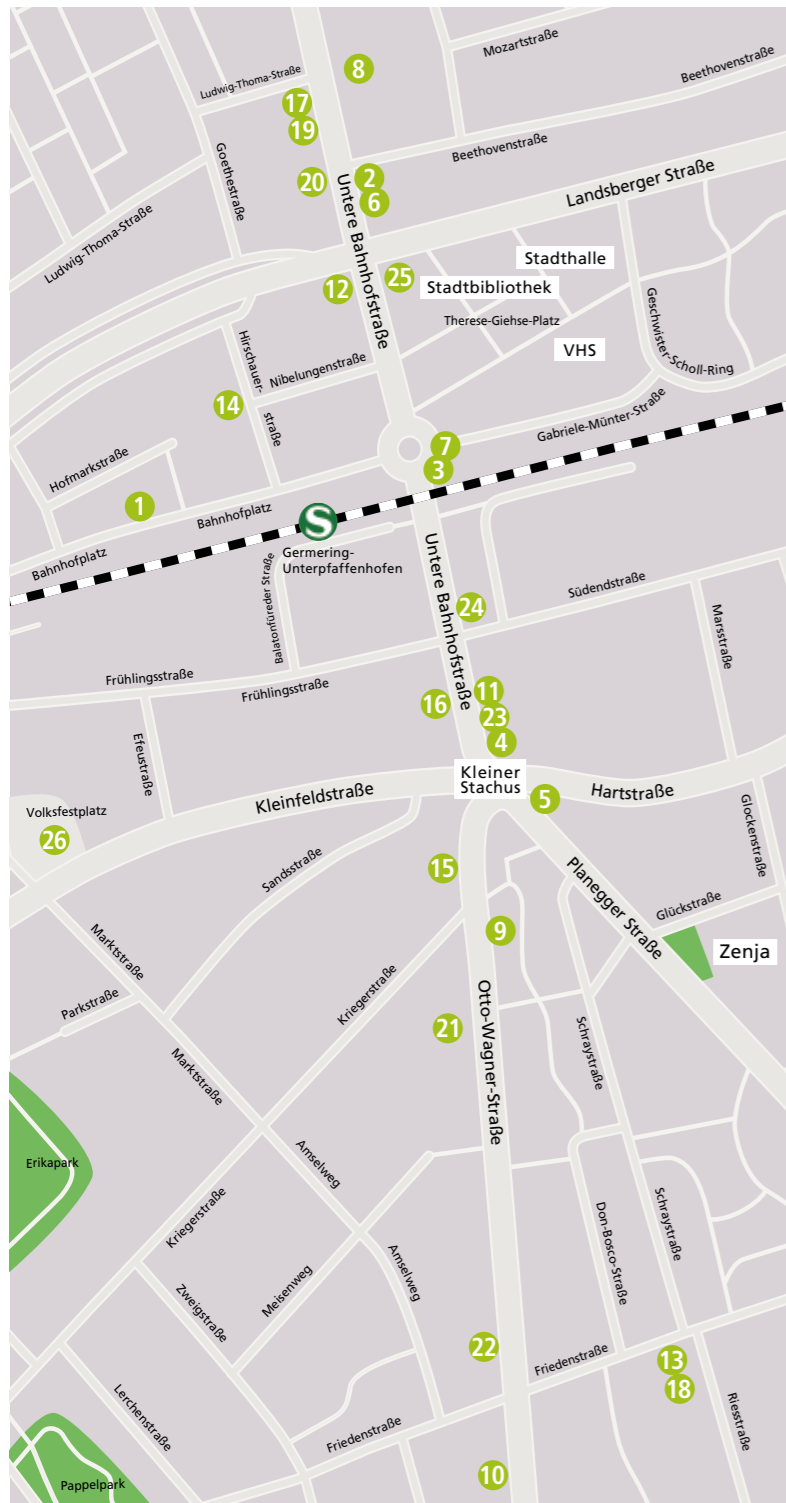 Mozartstraße
Beethovenstraße
8
Ludwig-Thoma-Straße
17
19
Beethovenstraße
Goethestraße
20
2
6
Landsberger Straße
Ludwig-Thoma-Straße
Untere Bahnhofstraße
Stadthalle
25
Stadtbibliothek
12
Therese-Giehse-Platz
VHS
Geschwister-Scholl-Ring
Hirschauer-
straße
Nibelungenstraße
14
Gabriele-Münter-Straße
7
3
Hofmarkstraße
1
Bahnhofplatz
Bahnhofplatz
S
Germering-
Unterpfaffenhofen
Balatonfüreder Straße
Untere Bahnhofstraße
24
Südendstraße
Marsstraße
Frühlingsstraße
Frühlingsstraße
16
11
23
4
Efeustraße
Kleiner
Stachus
Kleinfeldstraße
5
Hartstraße
Volksfestplatz
26
Glockenstraße
Sandsstraße
15
Planegger Straße
Glückstraße
9
Zenja
Marktstraße
Kriegerstraße
Parkstraße
21
Otto-Wagner-Straße
Schraystraße
Marktstraße
Erikapark
Amselweg
Kriegerstraße
Don-Bosco-Straße
Schraystraße
Meisenweg
Amselweg
Zweigstraße
22
Friedenstraße
13
18
Lerchenstraße
Friedenstraße
Riesstraße
10
Pappelpark